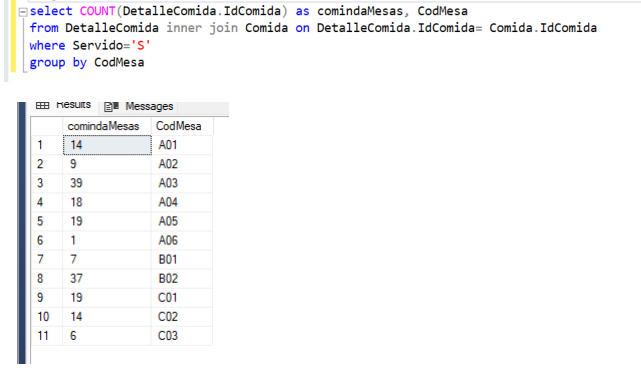 select COUNT(DetalleComida.IdComida) as comindaMesas, CodMesa
from DetalleComida inner join Comida on DetalleComida.IdComida= Comida.IdComida
where Servido='S'
group by CodMesa
Results Messages
comindaMesas CodMesa
1 14 A01
2 9 A02
3 39 A03
4 18 A04
5 19 A05
6 1 A06
7 7 B01
8 37 B02
9 19 C01
10 14 C02
11 6 C03